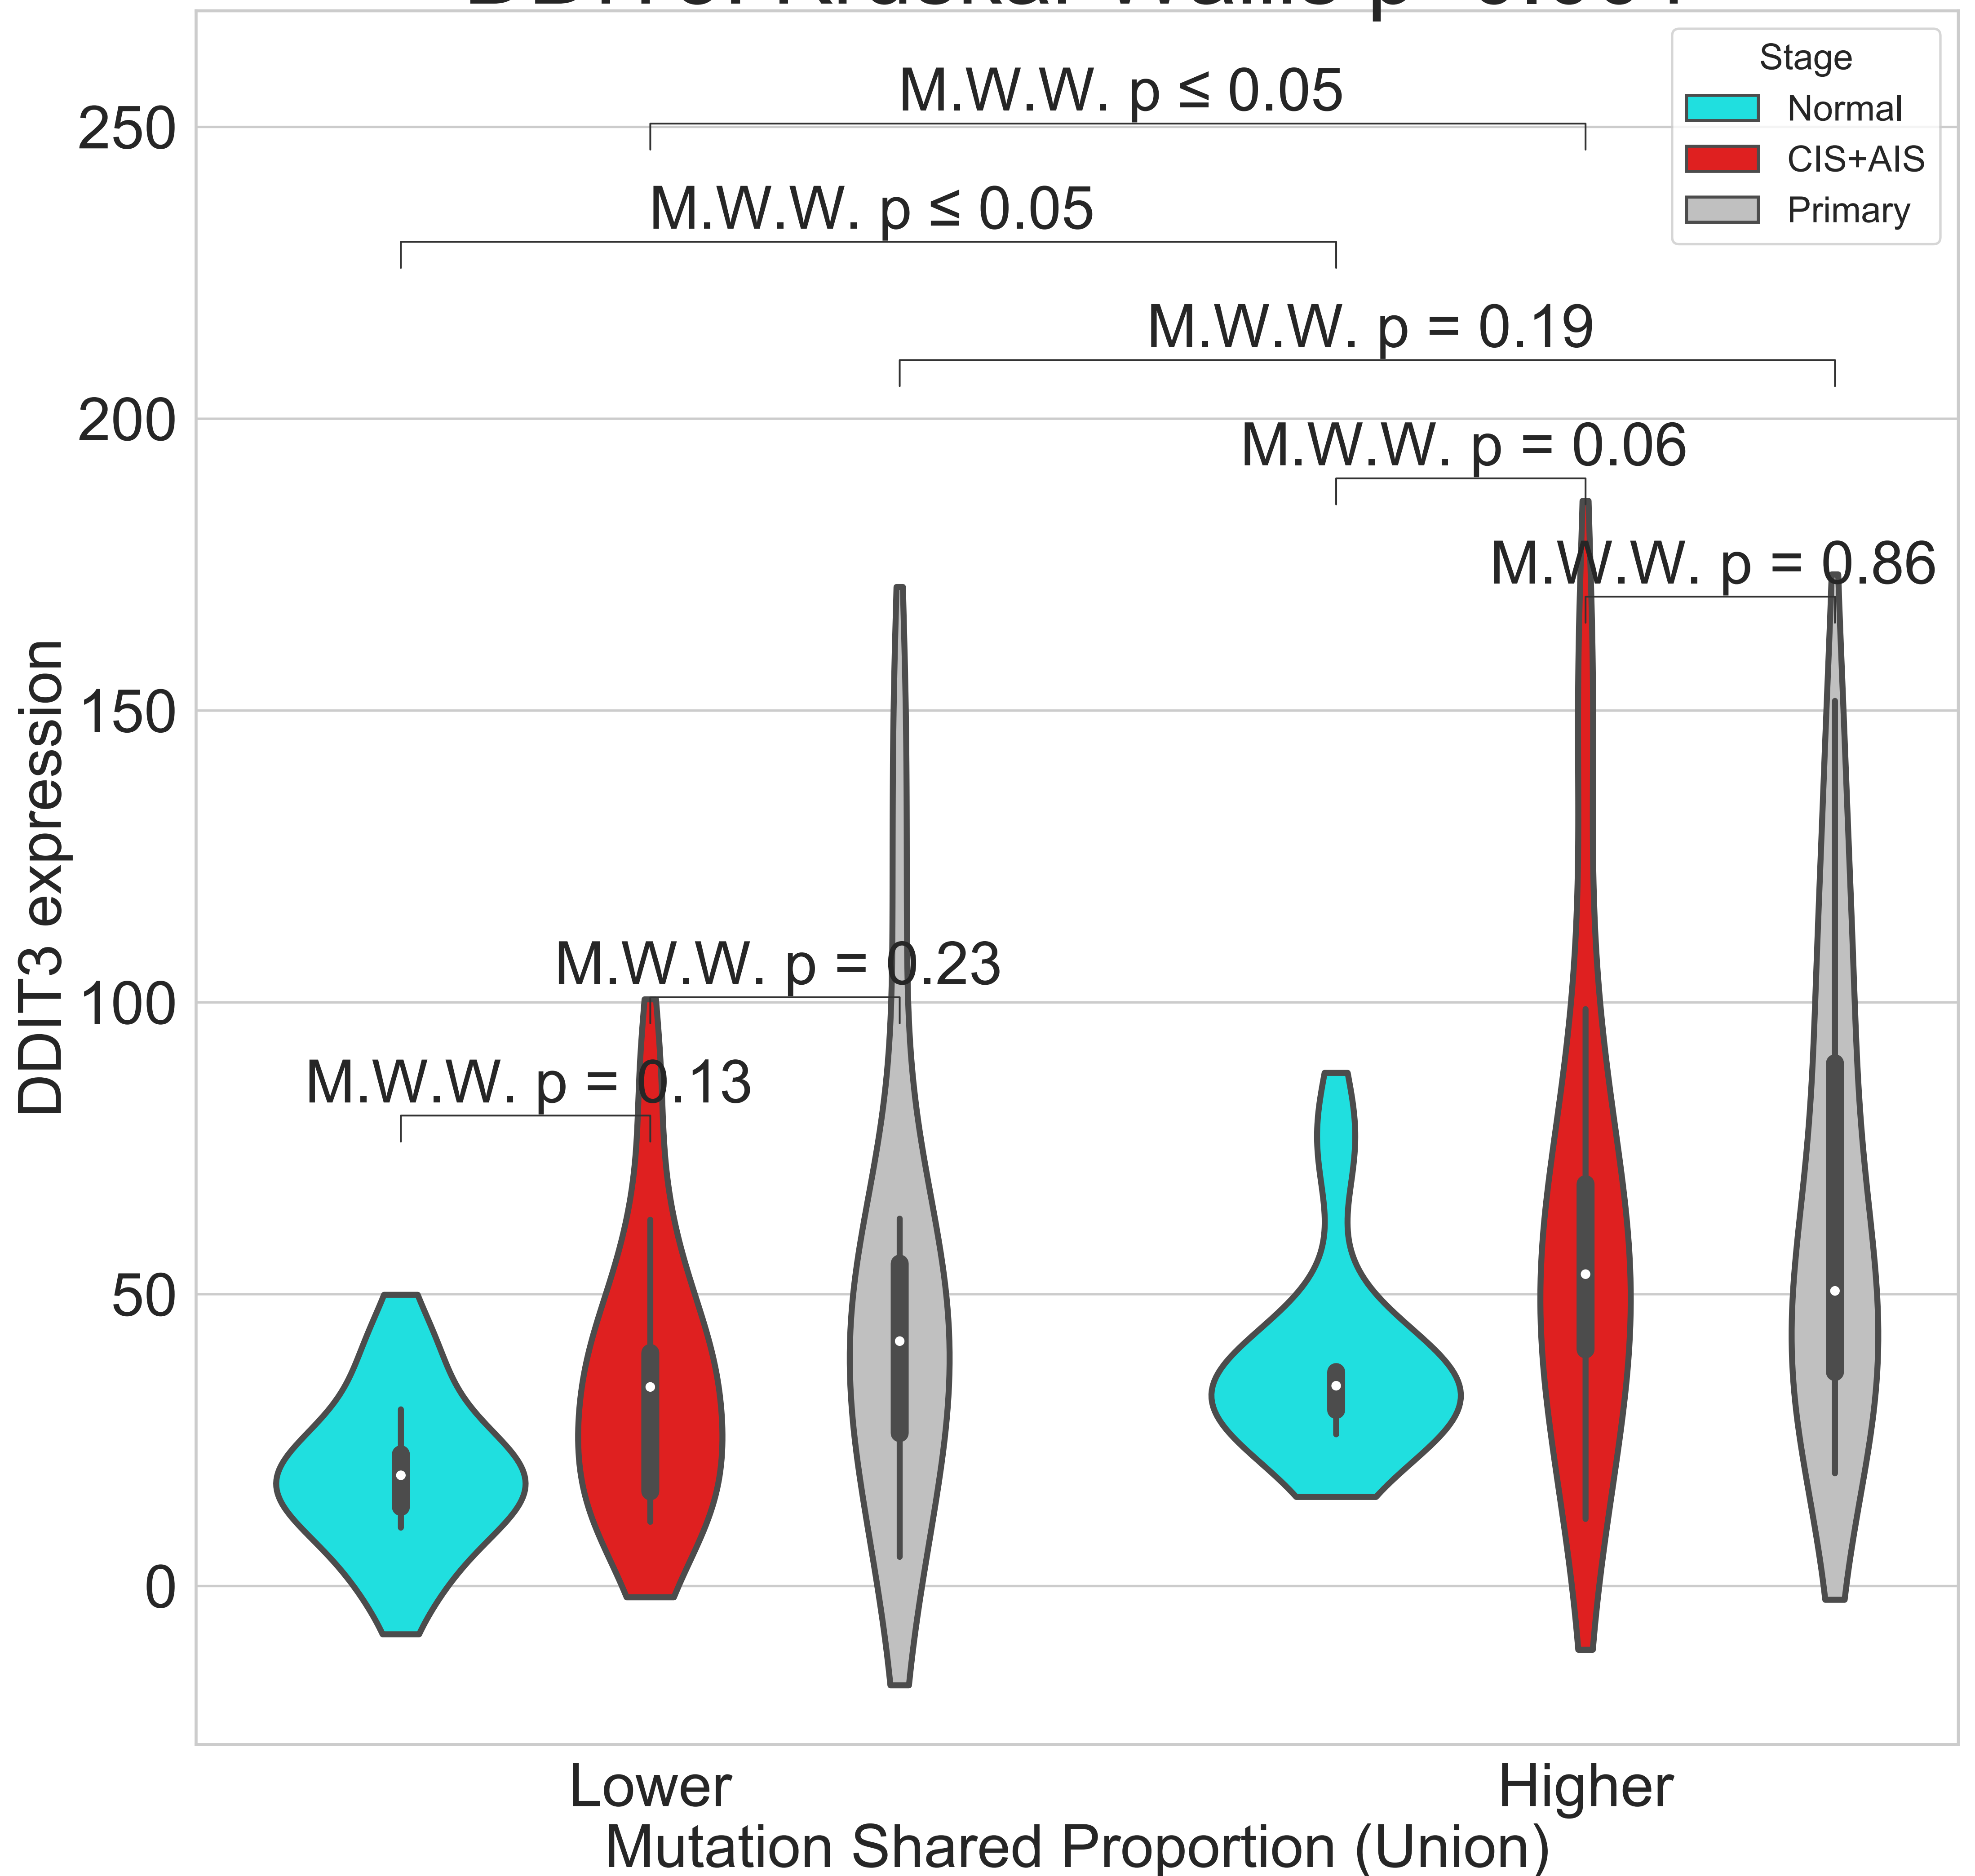 Stage
Normal
CIS+AIS
Primary
M.W.W. p ≤ 0.05
M.W.W. p ≤ 0.05
M.W.W. p = 0.19
M.W.W. p = 0.06
M.W.W. p = 0.86
M.W.W. p = 0.23
M.W.W. p = 0.13
250
200
150
100
50
0
DDIT3 expression
Lower
Higher
Mutation Shared Proportion (Union)